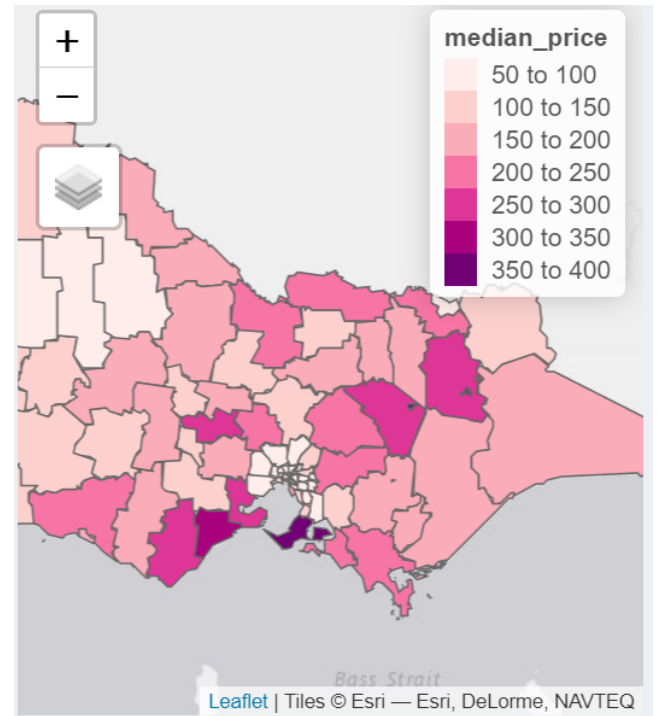 +
−
median_price
50 to 100
100 to 150
150 to 200
200 to 250
250 to 300
300 to 350
350 to 400
Bass Strait
Leaflet | Tiles © Esri — Esri, DeLorme, NAVTEQ